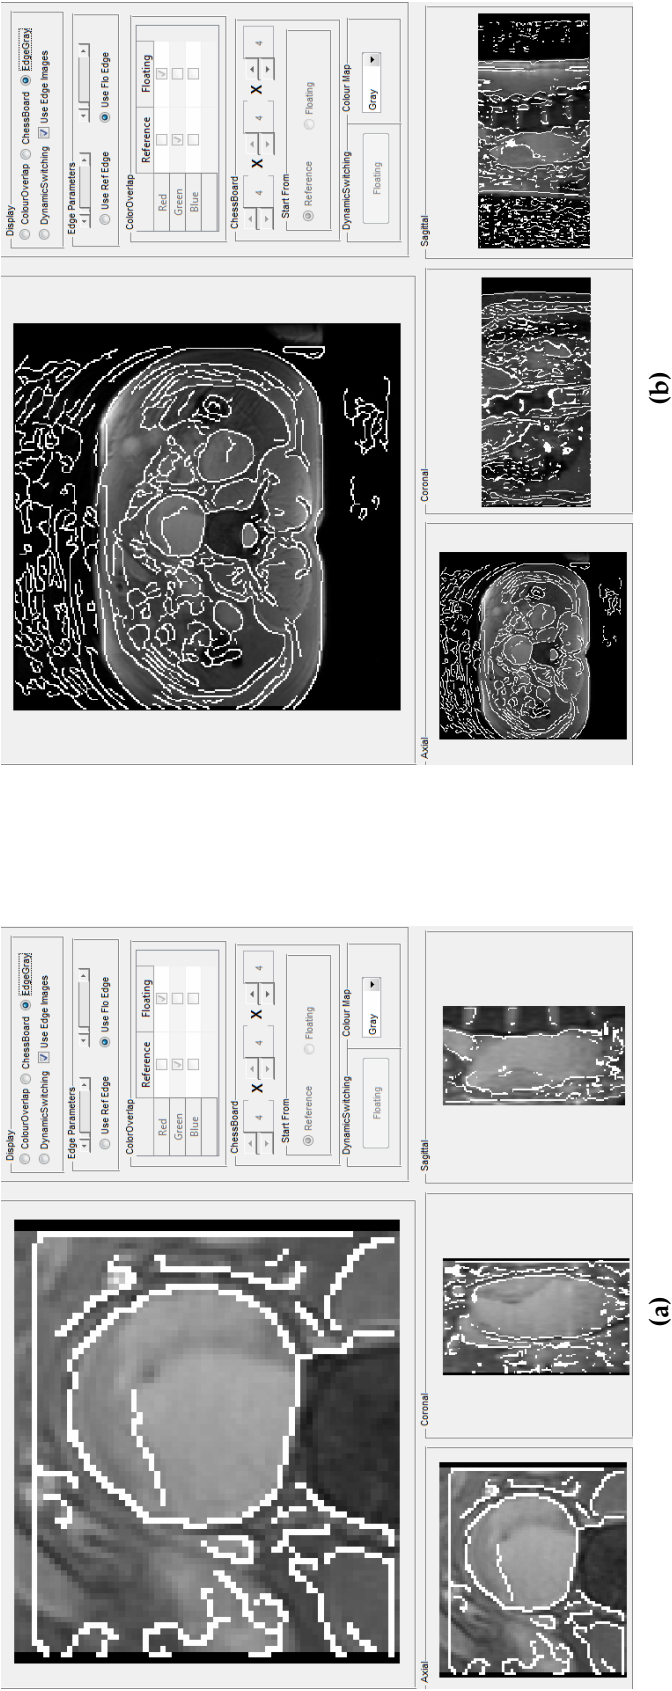 Display
ColourOverlap ChessBoard EdgeGray
DynamicSwitching Use Edge Images
Edge Parameters
Use Ref Edge Use Flo Edge
ColorOverlap
Reference Floating
Red
Green
Blue
ChessBoard
4 X 4 X 4
Start From
Reference Floating
DynamicSwitching Colour Map
Floating Gray
Axial Coronal Sagittal
(a)
Display
ColourOverlap ChessBoard EdgeGray
DynamicSwitching Use Edge Images
Edge Parameters
Use Ref Edge Use Flo Edge
ColorOverlap
Reference Floating
Red
Green
Blue
ChessBoard
4 X 4 X 4
Start From
Reference Floating
DynamicSwitching Colour Map
Floating Gray
Axial Coronal Sagittal
(b)